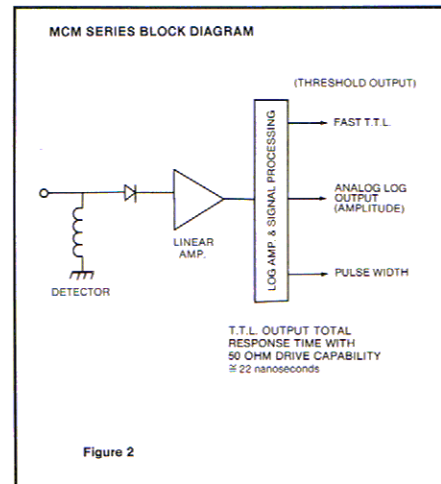 MCM SERIES BLOCK DIAGRAM
(THRESHOLD OUTPUT)
FAST T.T.L.
ANALOG LOG
OUTPUT
(AMPLITUDE)
PULSE WIDTH
LOG AMP. & SIGNAL PROCESSING
LINEAR
AMP.
DETECTOR
T.T.L. OUTPUT TOTAL
RESPONSE TIME WITH
50 OHM DRIVE CAPABILITY
≅ 22 nanoseconds
Figure 2